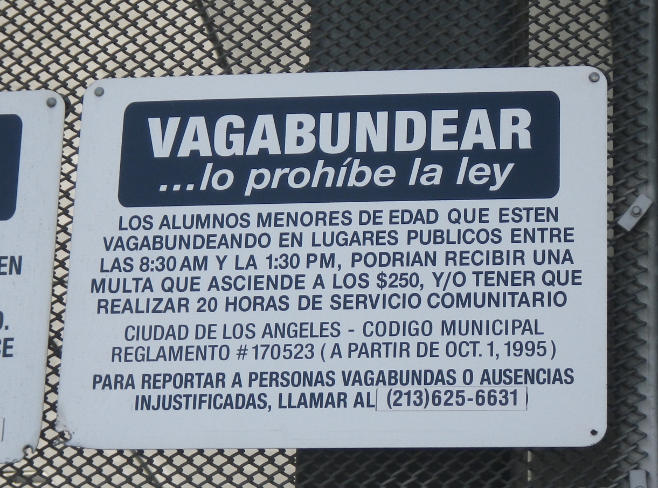 VAGABUNDEAR
...lo prohíbe la ley
LOS ALUMNOS MENORES DE EDAD QUE ESTEN
VAGABUNDEANDO EN LUGARES PUBLICOS ENTRE
LAS 8:30 AM Y LA 1:30 PM, PODRIAN RECIBIR UNA
MULTA QUE ASCIENDE A LOS $250, Y/O TENER QUE
REALIZAR 20 HORAS DE SERVICIO COMUNITARIO
CIUDAD DE LOS ANGELES - CODIGO MUNICIPAL
REGLAMENTO #170523 ( A PARTIR DE OCT. 1, 1995 )
PARA REPORTAR A PERSONAS VAGABUNDAS O AUSENCIAS
INJUSTIFICADAS, LLAMAR AL (213)625-6631